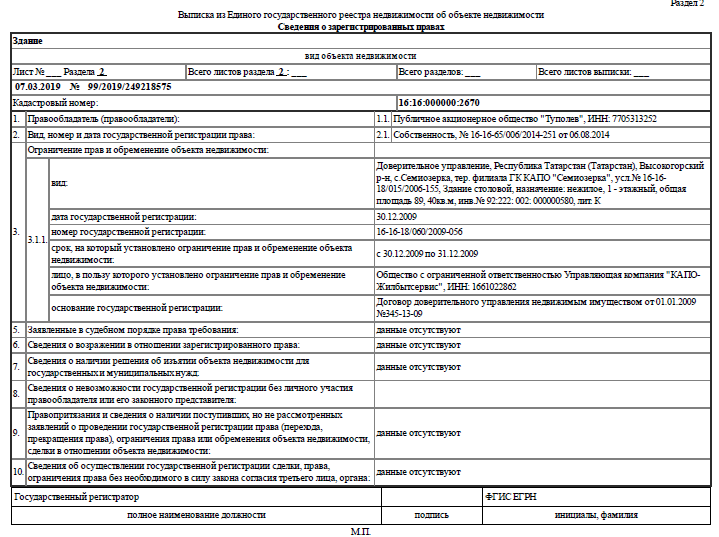 Раздел 2
Выписка из Единого государственного реестра недвижимости об объекте недвижимости
Сведения о зарегистрированных правах
Здание
вид объекта недвижимости
Лист № ___ Раздела 2 Всего листов раздела 2 : ___ Всего разделов: ___ Всего листов выписки: ___
07.03.2019 № 99/2019/249218575
Кадастровый номер: 16:16:000000:2670
1. Правообладатель (правообладатели): 1.1. Публичное акционерное общество "Туполев", ИНН: 7705313252
2. Вид, номер и дата государственной регистрации права: 2.1. Собственность, № 16-16-65/006/2014-251 от 06.08.2014
3. Ограничение прав и обременение объекта недвижимости:
3.1.1. вид: Доверительное управление, Республика Татарстан (Татарстан), Высокогорский
р-н, с.Семиозерка, тер. филиала ГК КАПО "Семиозерка", усл.№ 16-16-
18/015/2006-155, Здание столовой, назначение: нежилое, 1 - этажный, общая
площадь 89, 40кв.м, инв.№ 92:222: 002: 000000580, лит. К
дата государственной регистрации: 30.12.2009
номер государственной регистрации: 16-16-18/060/2009-056
срок, на который установлено ограничение прав и обременение объекта
недвижимости: с 30.12.2009 по 31.12.2009
лицо, в пользу которого установлено ограничение прав и обременение
объекта недвижимости: Общество с ограниченной ответственностью Управляющая компания "КАПО-
Жилбытсервис", ИНН: 1661022862
основание государственной регистрации: Договор доверительного управления недвижимым имуществом от 01.01.2009
№345-13-09
5. Заявленные в судебном порядке права требования: данные отсутствуют
6. Сведения о возражении в отношении зарегистрированного права: данные отсутствуют
7. Сведения о наличии решения об изъятии объекта недвижимости для
государственных и муниципальных нужд: данные отсутствуют
8. Сведения о невозможности государственной регистрации без личного участия
правообладателя или его законного представителя:
9. Правопритязания и сведения о наличии поступивших, но не рассмотренных
заявлений о проведении государственной регистрации права (перехода,
прекращения права), ограничения права или обременения объекта недвижимости,
сделки в отношении объекта недвижимости: данные отсутствуют
10. Сведения об осуществлении государственной регистрации сделки, права,
ограничения права без необходимого в силу закона согласия третьего лица, органа: данные отсутствуют
Государственный регистратор ФГИС ЕГРН
полное наименование должности подпись инициалы, фамилия
М.П.